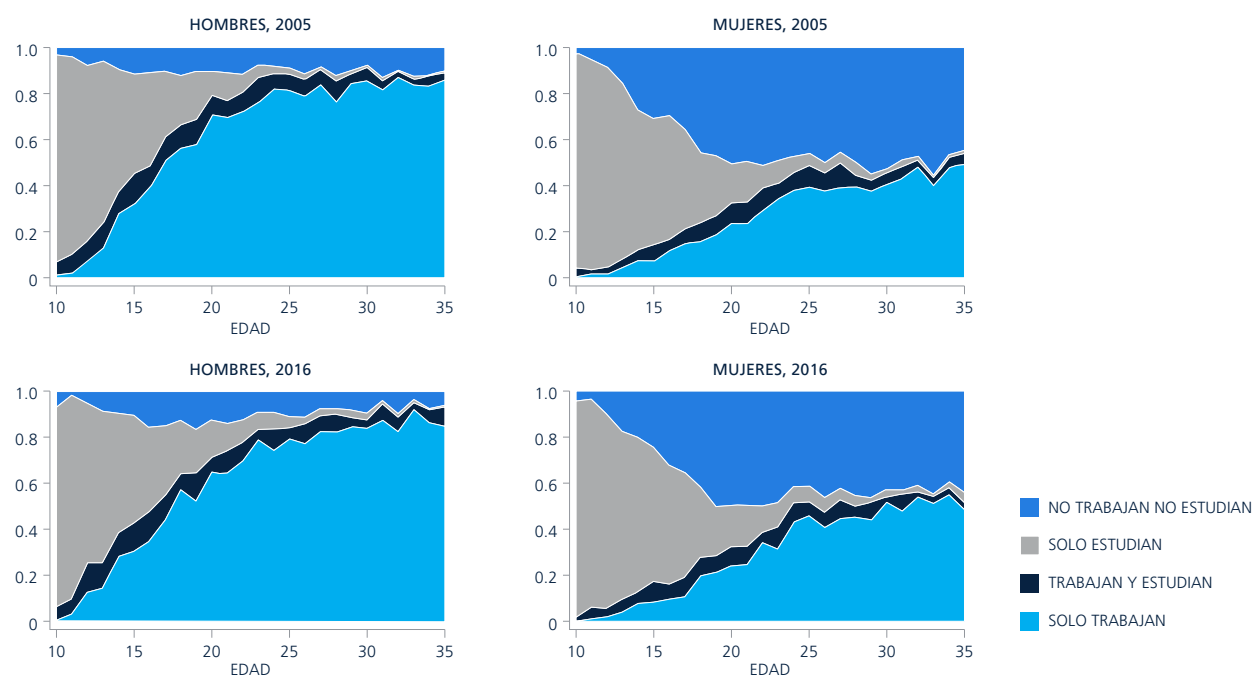 HOMBRES, 2005
1.0
0.8
0.6
0.4
0.2
0
10 15 20 25 30 35
EDAD
MUJERES, 2005
1.0
0.8
0.6
0.4
0.2
0
10 15 20 25 30 35
EDAD
HOMBRES, 2016
1.0
0.8
0.6
0.4
0.2
0
10 15 20 25 30 35
EDAD
MUJERES, 2016
1.0
0.8
0.6
0.4
0.2
0
10 15 20 25 30 35
EDAD
NO TRABAJAN NO ESTUDIAN
SOLO ESTUDIAN
TRABAJAN Y ESTUDIAN
SOLO TRABAJAN